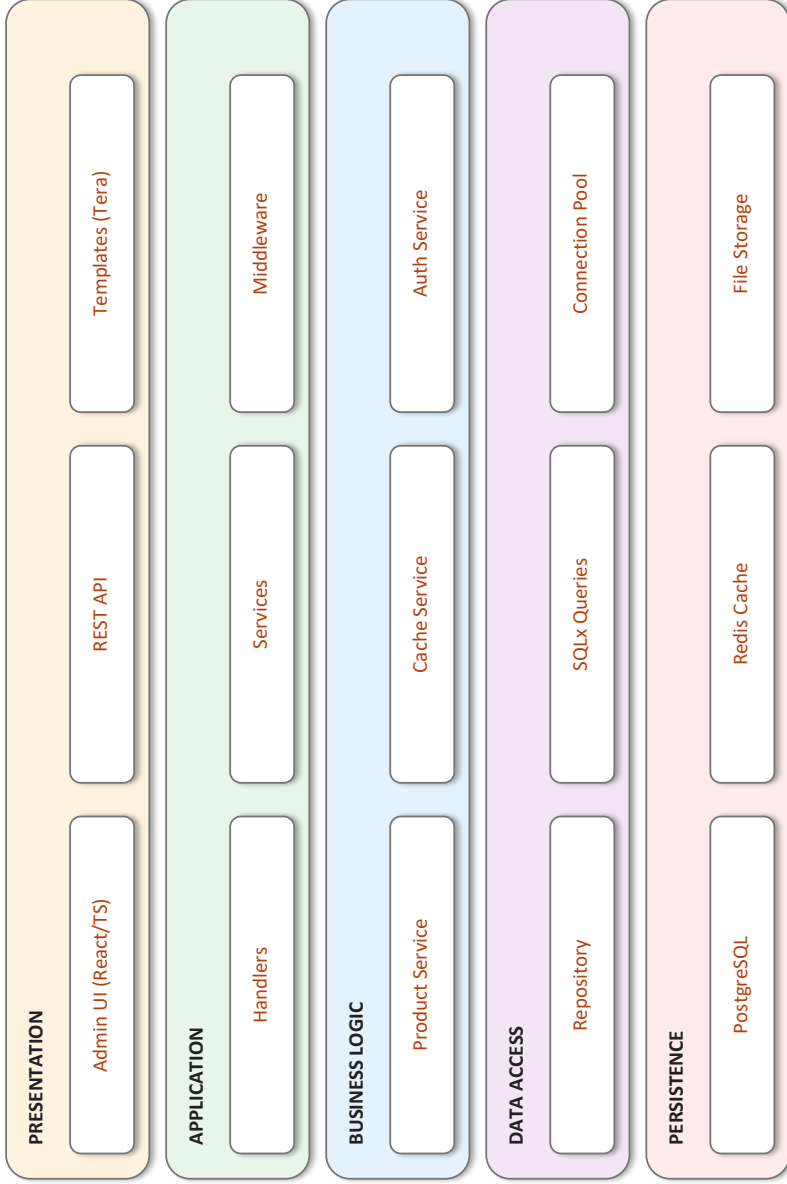 PRESENTATION
Admin UI (React/TS)
REST API
Templates (Tera)
APPLICATION
Handlers
Services
Middleware
BUSINESS LOGIC
Product Service
Cache Service
Auth Service
DATA ACCESS
Repository
SQLx Queries
Connection Pool
PERSISTENCE
PostgreSQL
Redis Cache
File Storage